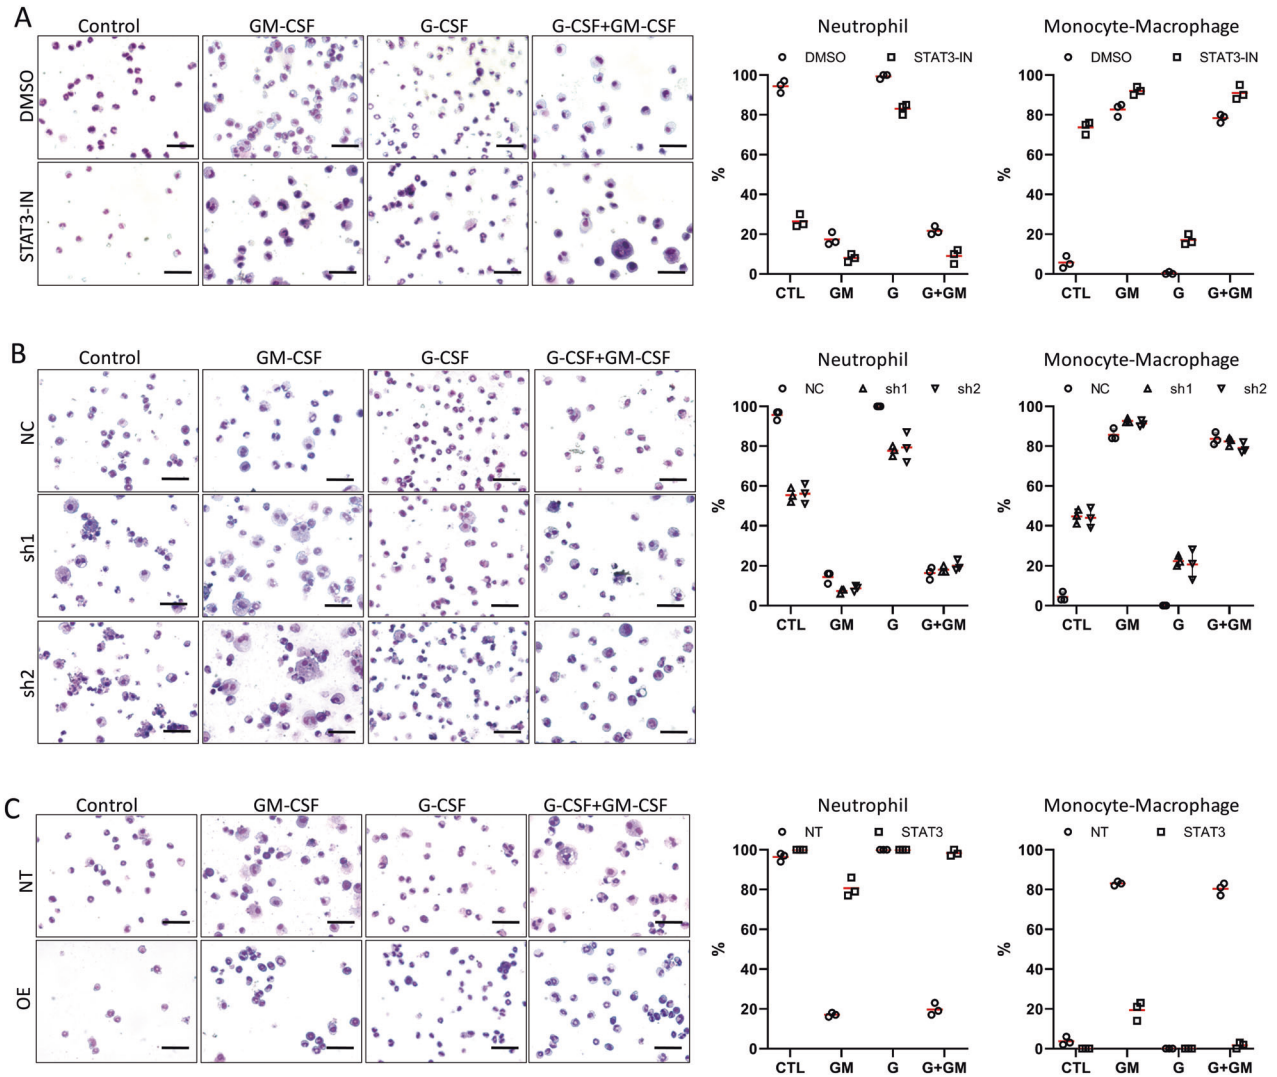 A
Control GM-CSF G-CSF G-CSF+GM-CSF
DMSO
STAT3-IN
Neutrophil
DMSO STAT3-IN
100
80
60
40
20
0
%
CTL GM G G+GM
Monocyte-Macrophage
DMSO STAT3-IN
100
80
60
40
20
0
%
CTL GM G G+GM
B
Control GM-CSF G-CSF G-CSF+GM-CSF
NC
sh1
sh2
Neutrophil
NC sh1 sh2
100
80
60
40
20
0
%
CTL GM G G+GM
Monocyte-Macrophage
NC sh1 sh2
100
80
60
40
20
0
%
CTL GM G G+GM
C
Control GM-CSF G-CSF G-CSF+GM-CSF
NT
OE
Neutrophil
NT STAT3
100
80
60
40
20
0
%
CTL GM G G+GM
Monocyte-Macrophage
NT STAT3
100
80
60
40
20
0
%
CTL GM G G+GM